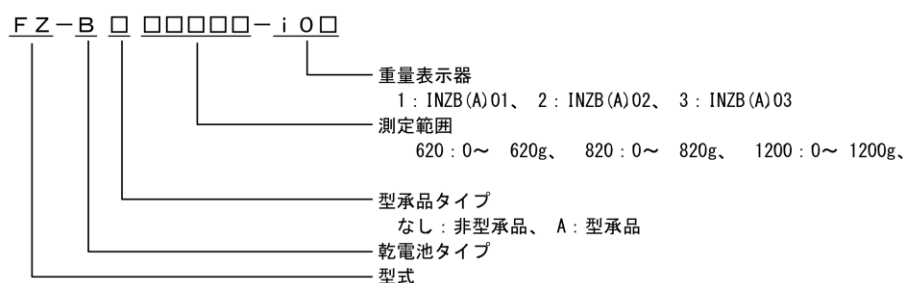 ＦＺ－Ｂ□ □□□□□－ｉ０□
重量表示器
1：INZB(A)01、 2：INZB(A)02、 3：INZB(A)03
測定範囲
620：0～ 620g、 820：0～ 820g、 1200：0～ 1200g、
型承品タイプ
なし：非型承品、 A：型承品
乾電池タイプ
型式